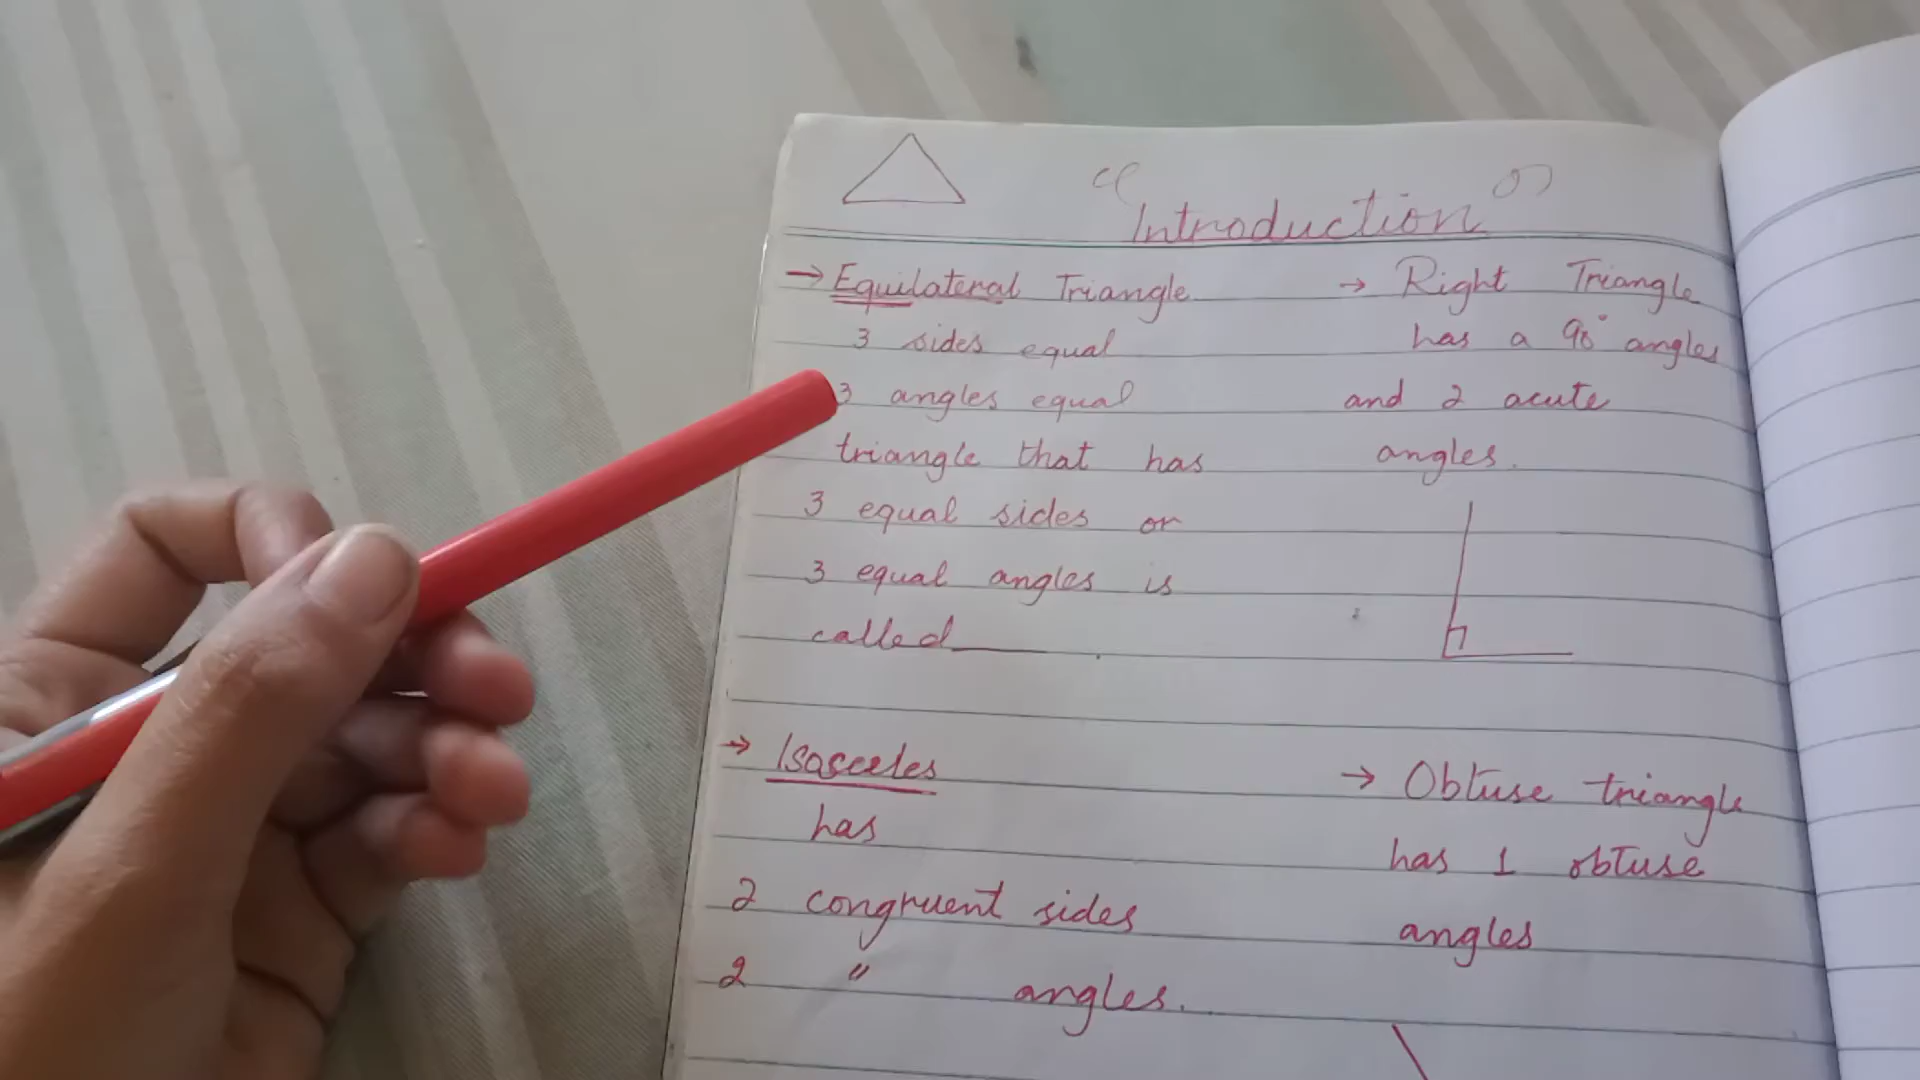 "Introduction"
→ Equilateral Triangle
3 sides equal
3 angles equal
triangle that has
3 equal sides or
3 equal angles is
called
→ Isosceles
has
2 congruent sides
2 " angles.
→ Right Triangle
has a 90° angles
and 2 acute
angles.
→ Obtuse triangle
has 1 obtuse
angles